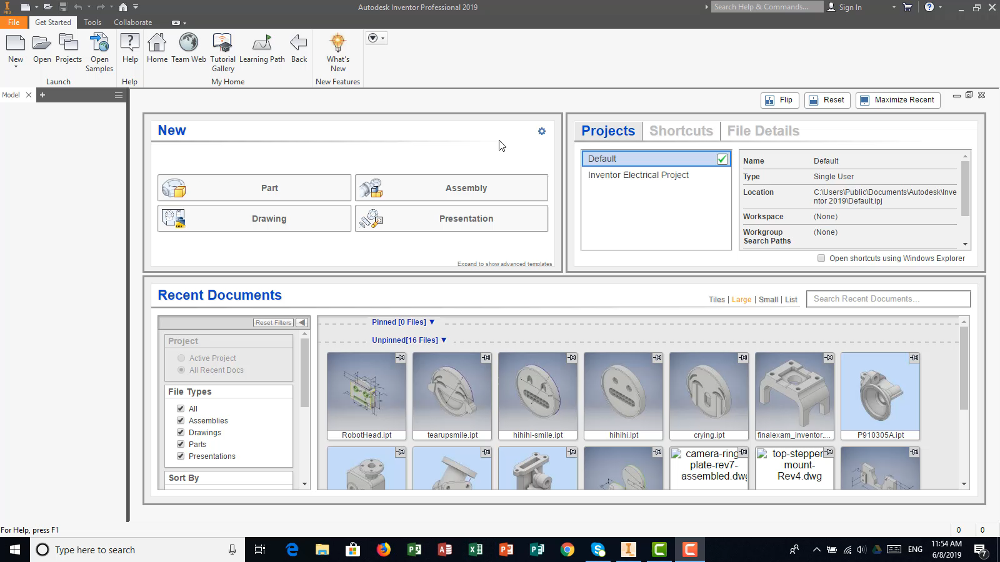 PRO
Autodesk Inventor Professional 2019
Search Help & Commands...
Sign In
File
Get Started
Tools
Collaborate
New
Open
Projects
Open
Samples
Help
Home
Team Web
Tutorial
Gallery
Learning Path
Back
What's
New
Launch
Help
My Home
New Features
Model
Flip
Reset
Maximize Recent
New
Part
Assembly
Drawing
Presentation
Expand to show advanced templates
Projects
Shortcuts
File Details
Default
Inventor Electrical Project
Name Default
Type Single User
Location C:\Users\Public\Documents\Autodesk\Inve
ntor 2019\Default.ipj
Workspace (None)
Workgroup (None)
Search Paths
Open shortcuts using Windows Explorer
Recent Documents
Tiles | Large | Small | List
Search Recent Documents...
Reset Filters
Project
Active Project
All Recent Docs
File Types
All
Assemblies
Drawings
Parts
Presentations
Sort By
Pinned [0 Files]
Unpinned[16 Files]
RobotHead.ipt
tearupsmile.ipt
hihihi-smile.ipt
hihihi.ipt
crying.ipt
finalexam_inventor....
P910305A.ipt
camera-ring
plate-rev7-
assembled.dwg
top-stepper
mount-
Rev4.dwg
For Help, press F1
0
0
Type here to search
ENG
11:54 AM
6/8/2019
7